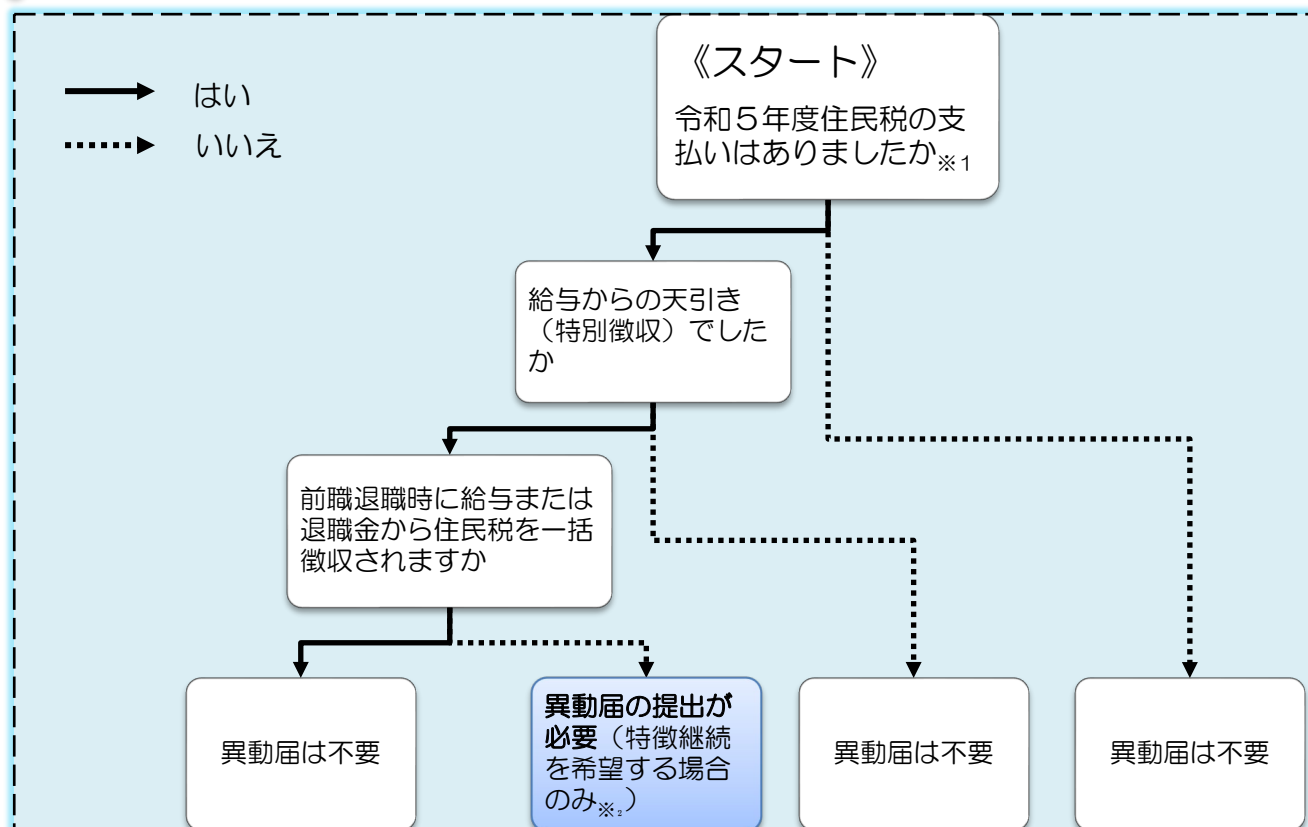 はい
いいえ
《スタート》
令和５年度住民税の支
払いはありましたか※１
給与からの天引き
（特別徴収）でした
か
前職退職時に給与または
退職金から住民税を一括
徴収されますか
異動届は不要
異動届の提出が
必要（特徴継続
を希望する場合
のみ※２）
異動届は不要
異動届は不要